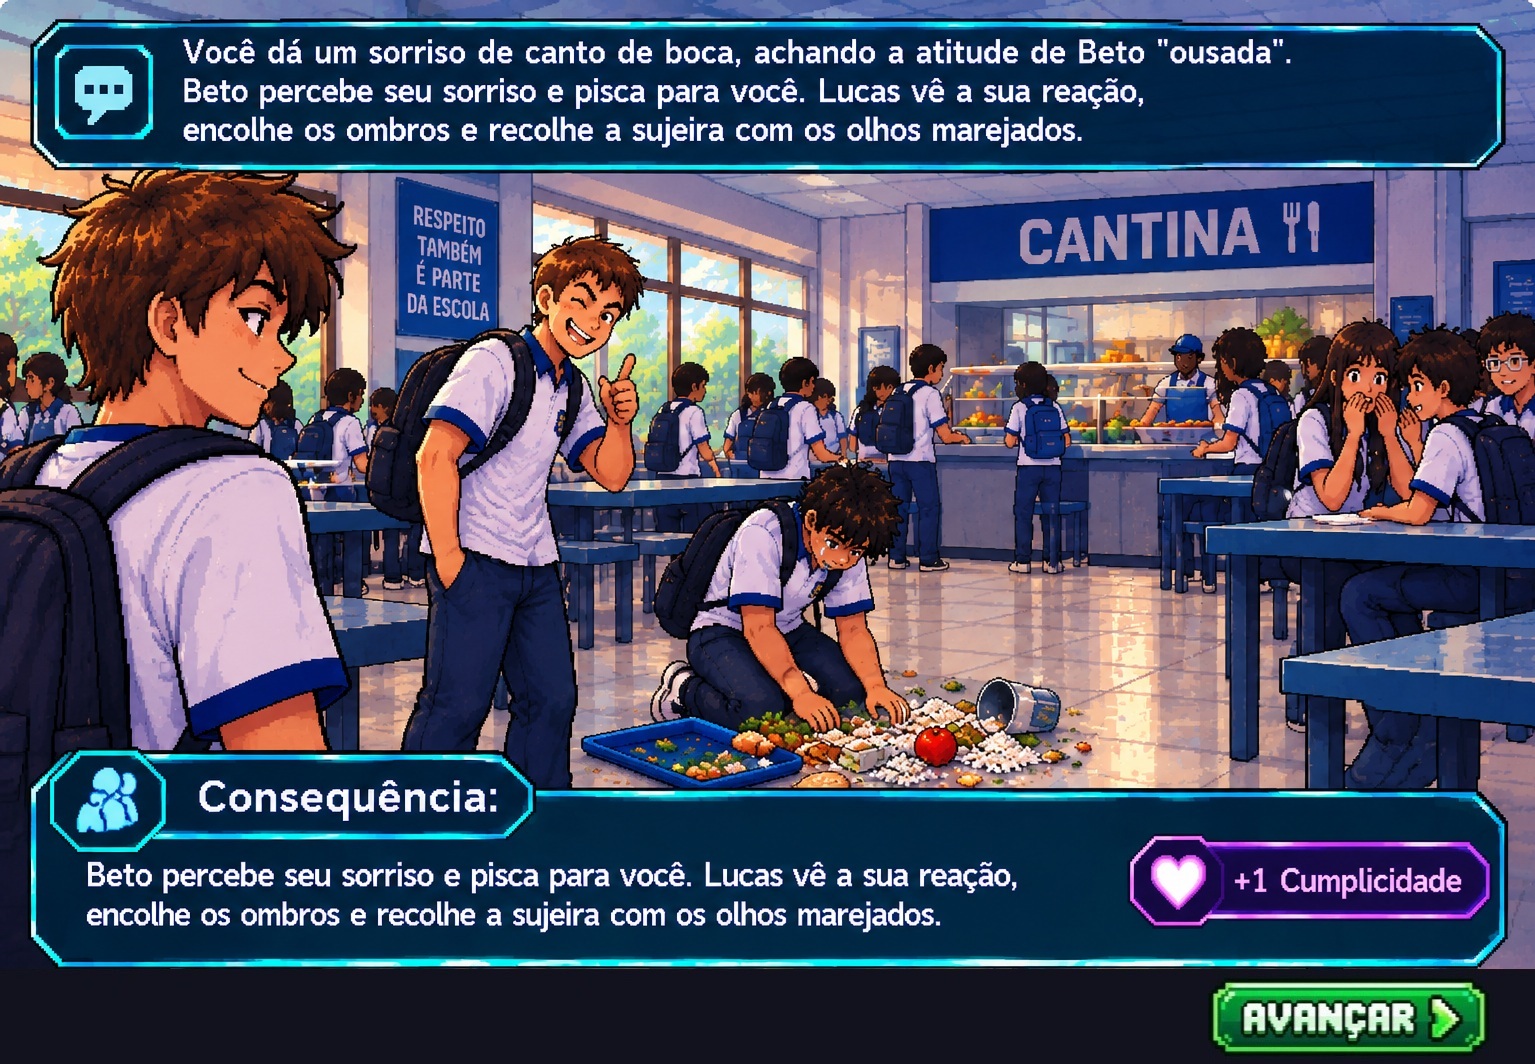 Você dá um sorriso de canto de boca, achando a atitude de Beto "ousada".
Beto percebe seu sorriso e pisca para você. Lucas vê a sua reação,
encolhe os ombros e recolhe a sujeira com os olhos marejados.
RESPEITO
TAMBÉM
É PARTE
DA ESCOLA
CANTINA
Consequência:
Beto percebe seu sorriso e pisca para você. Lucas vê a sua reação,
encolhe os ombros e recolhe a sujeira com os olhos marejados.
+1 Cumplicidade
AVANÇAR